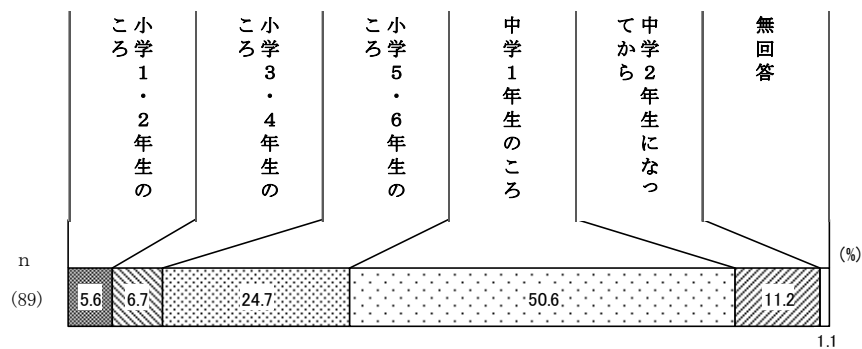 小学1・2年生の
ころ
小学3・4年生の
ころ
小学5・6年生の
ころ
中学1年生のころ
中学2年生になっ
てから
無回答
(%)
n
(89)
5.6
6.7
24.7
50.6
11.2
1.1